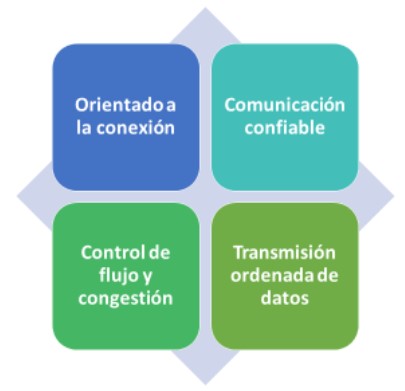 Orientado a
la conexión
Comunicación
confiable
Control de
flujo y
congestión
Transmisión
ordenada de
datos